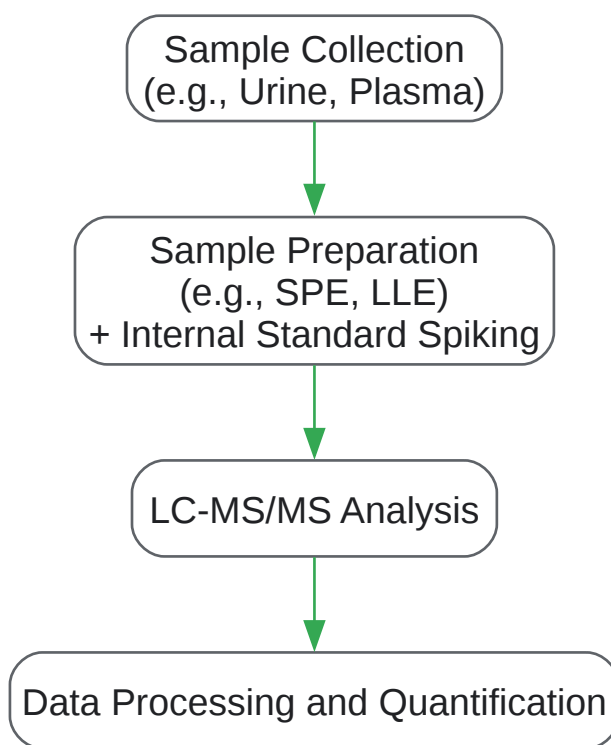 Sample Collection
(e.g., Urine, Plasma)
Sample Preparation
(e.g., SPE, LLE)
+ Internal Standard Spiking
LC-MS/MS Analysis
Data Processing and Quantification